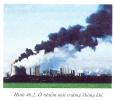 Hình 46.2. Ô nhiễm môi trường không khí